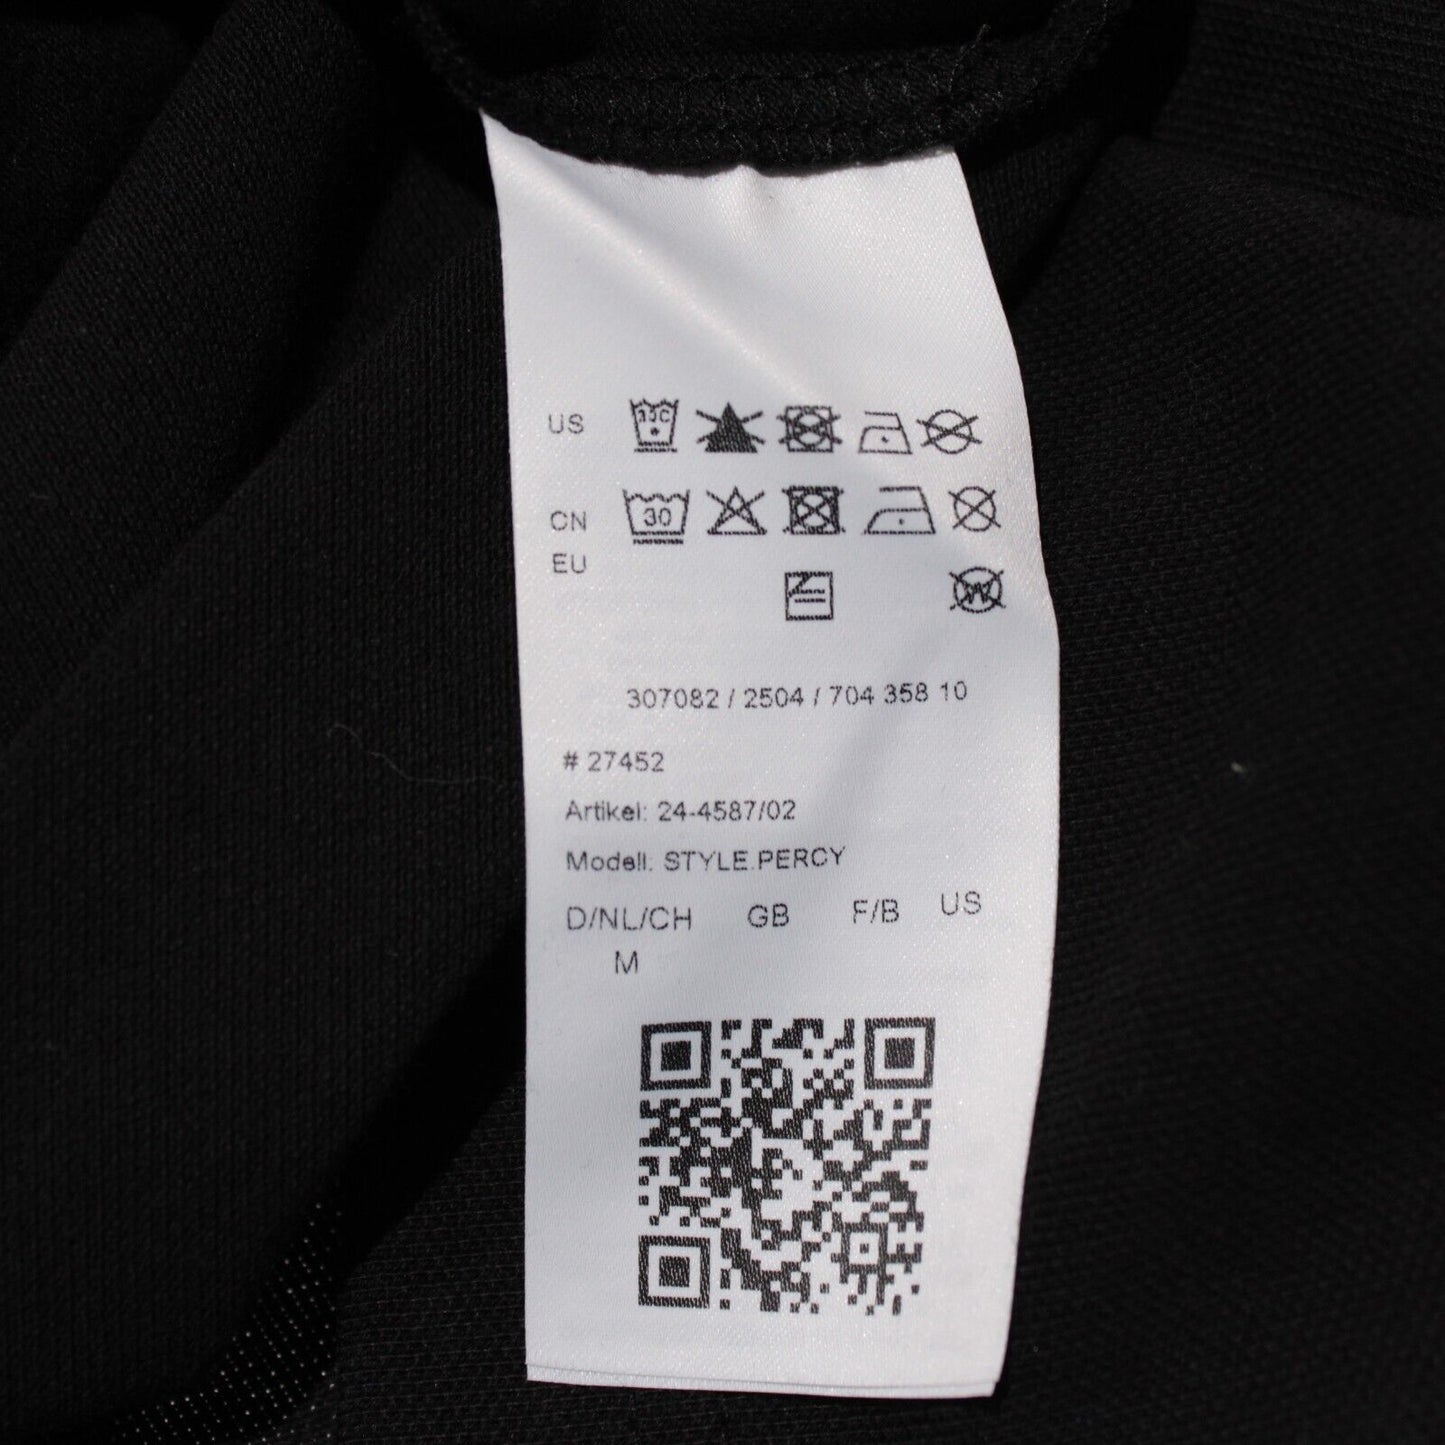 US
CN 30
EU
W
307082 / 2504 / 704 358 10
# 27452
Artikel: 24-4587/02
Modell: STYLE.PERCY
D/NL/CH GB F/B US
M